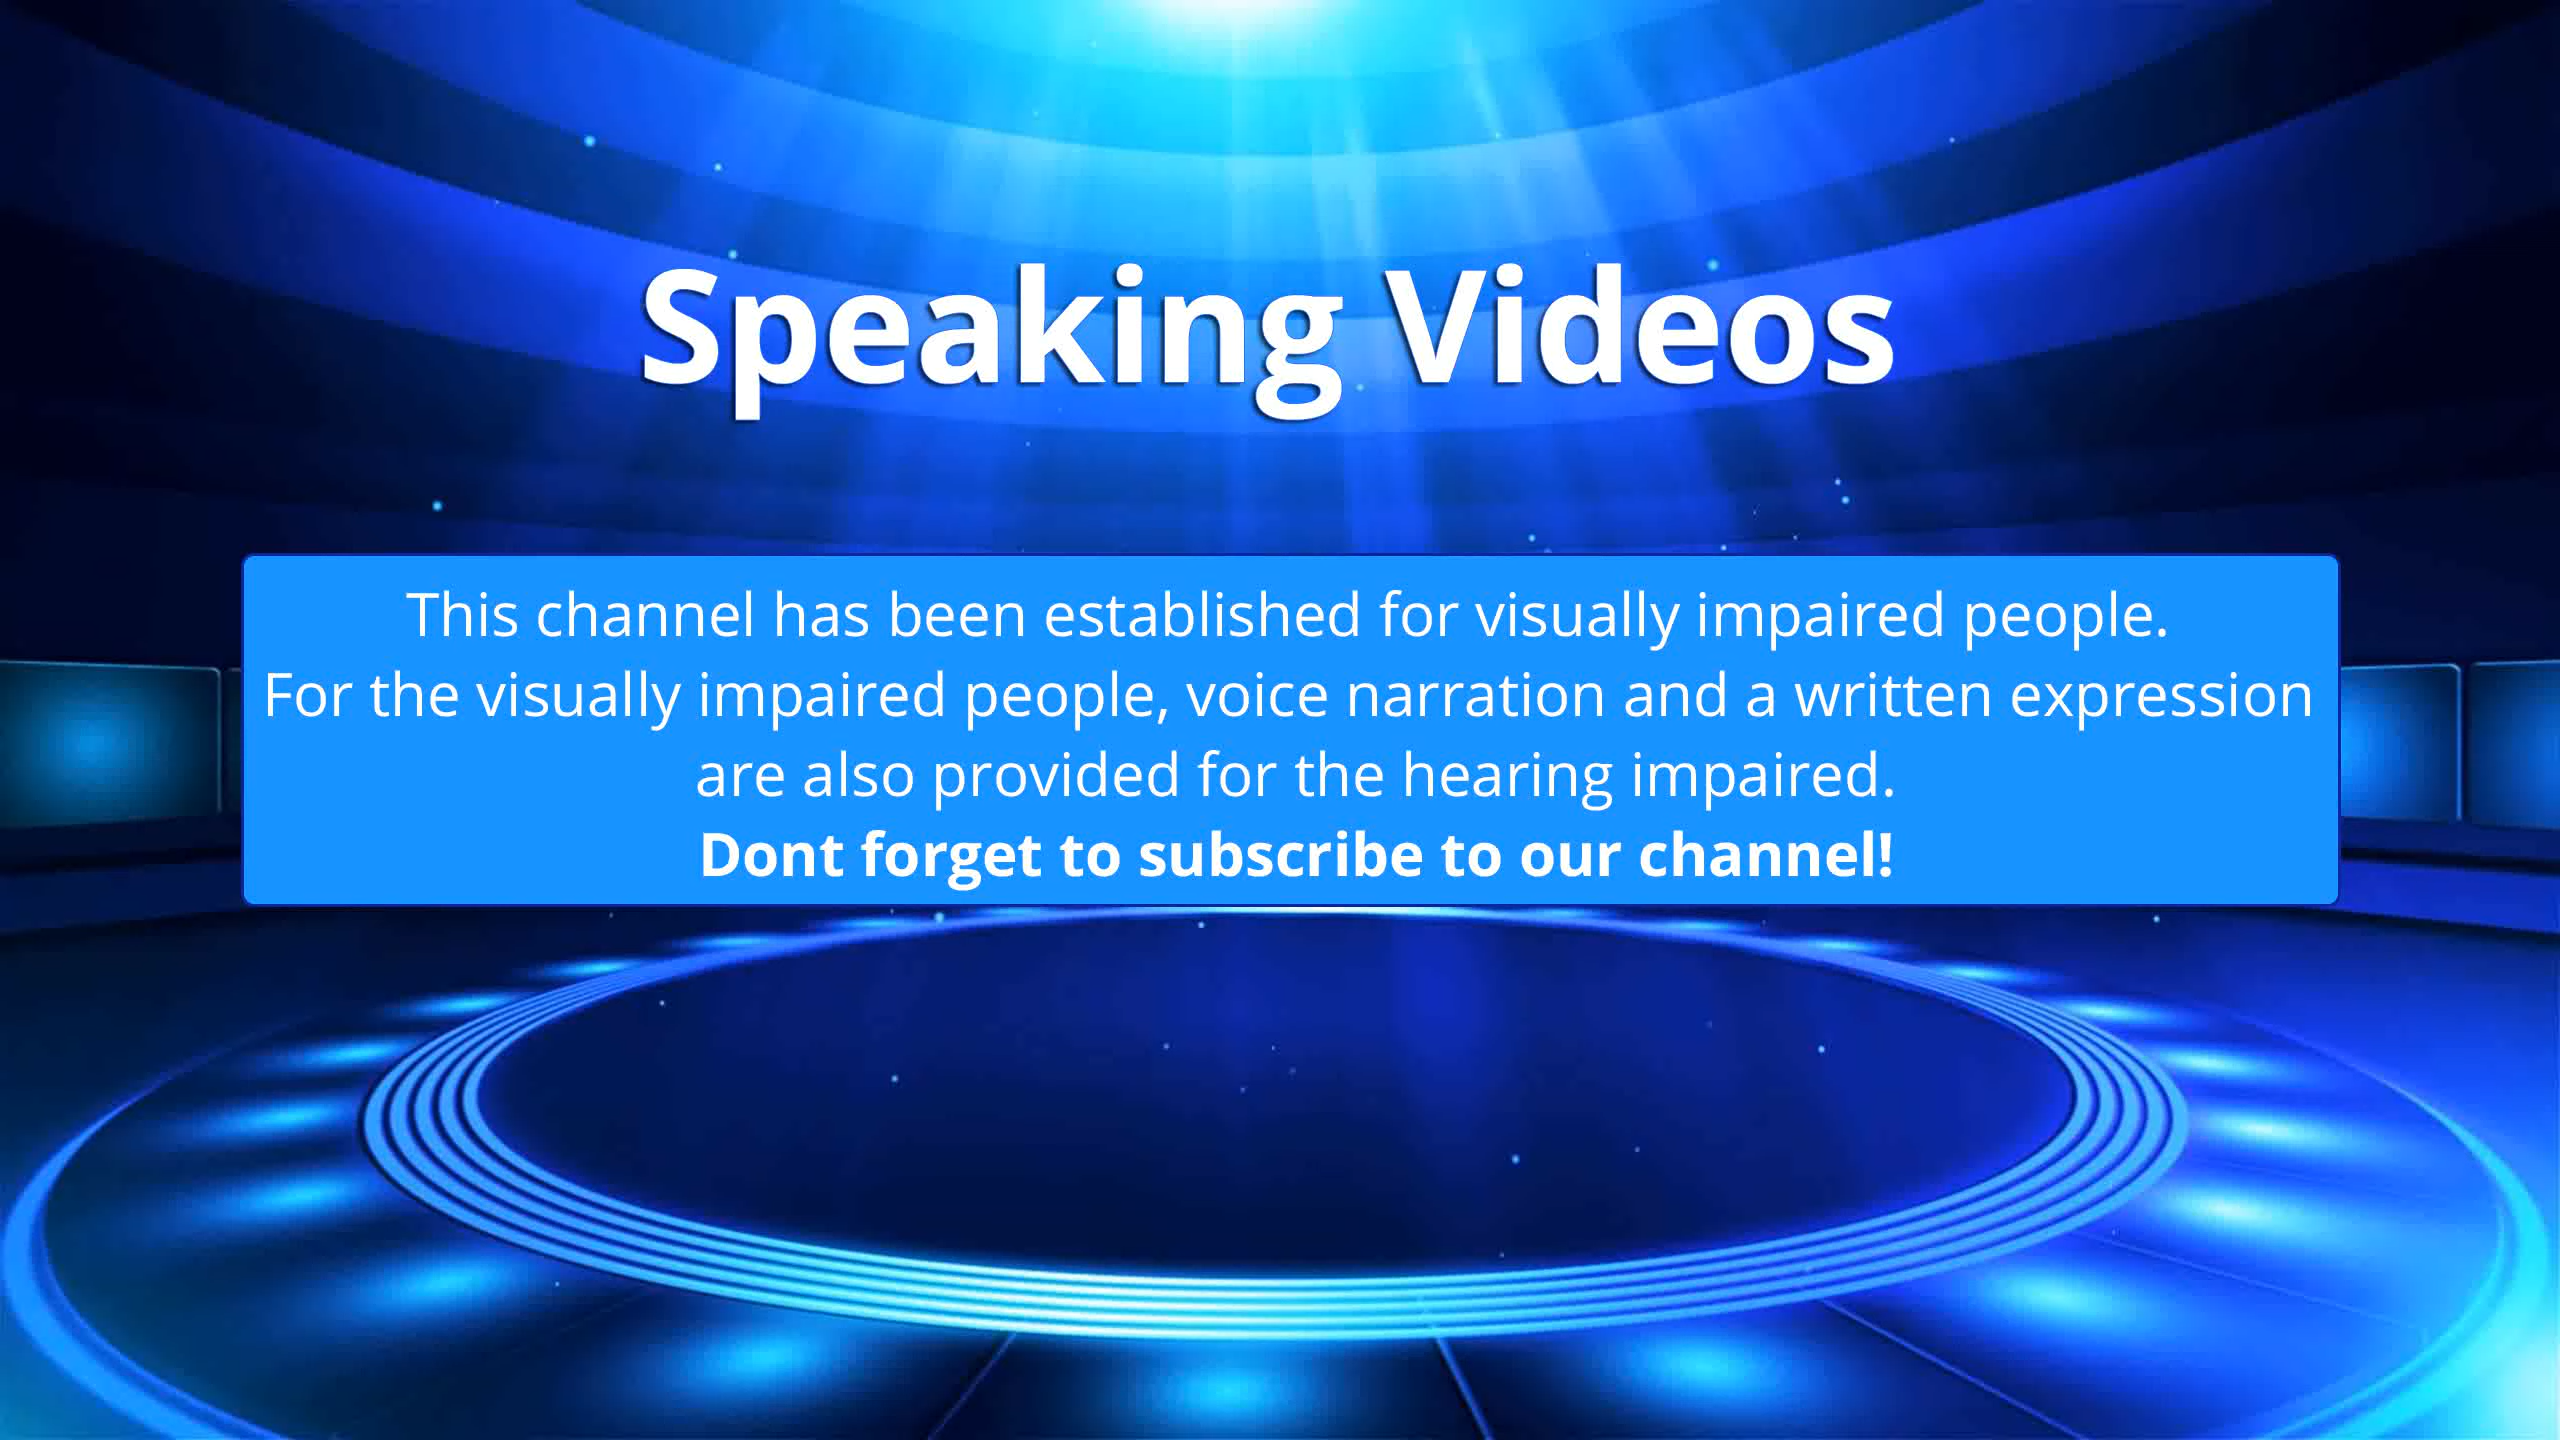 Speaking Videos
This channel has been established for visually impaired people.
For the visually impaired people, voice narration and a written expression
are also provided for the hearing impaired.
Dont forget to subscribe to our channel!